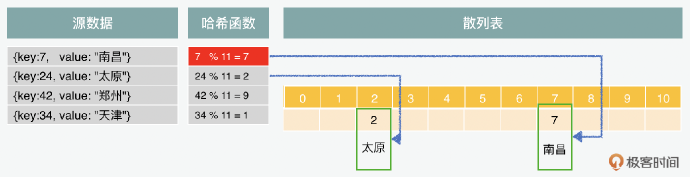 源数据 哈希函数 散列表
{key:7, value: "南昌"} 7 % 11 = 7
{key:24, value: "太原"} 24 % 11 = 2
{key:42, value: "郑州"} 42 % 11 = 9
{key:34, value: "天津"} 34 % 11 = 1
0 1 2 3 4 5 6 7 8 9 10
2 7
太原 南昌
极客时间